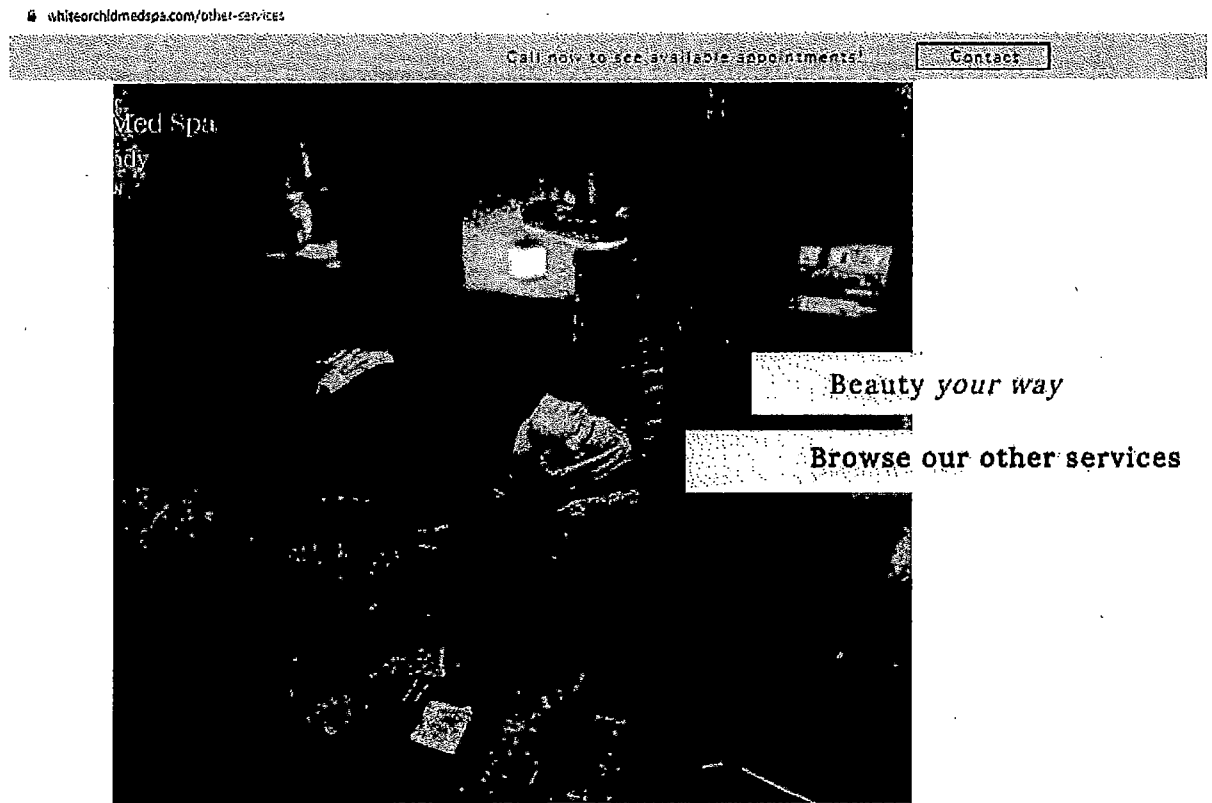 whiteorchidmedspa.com/other-services
Call now to see available appointments!
Contact
Med Spa
Beauty your way
Browse our other services